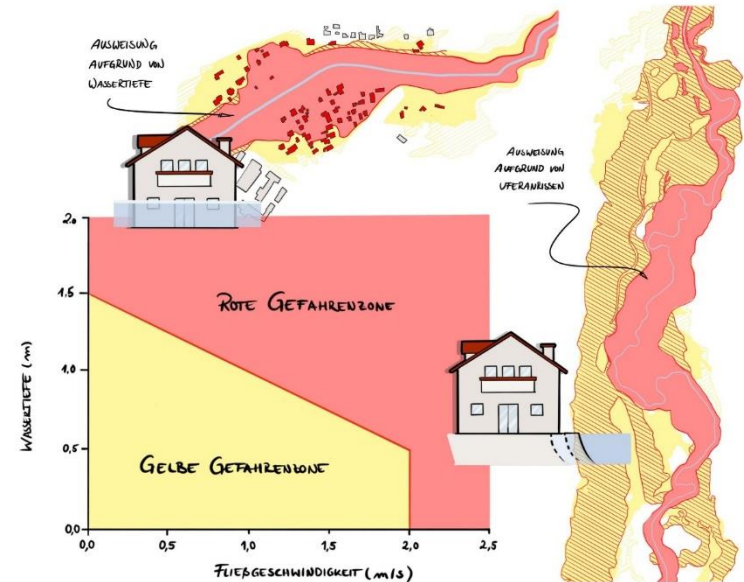 AUSWEISUNG
AUFGRUND VON
WASSERTIEFE
AUSWEISUNG
AUFGRUND VON
UFERANRISSEN
2.0
1.5
1.0
0,5
0,0
WASSERTIEFE (m)
ROTE GEFAHRENZONE
GELBE GEFAHRENZONE
0,0
0,5
1,0
1,5
2,0
2,5
FLIEßGESCHWINDIGKEIT (m/s)